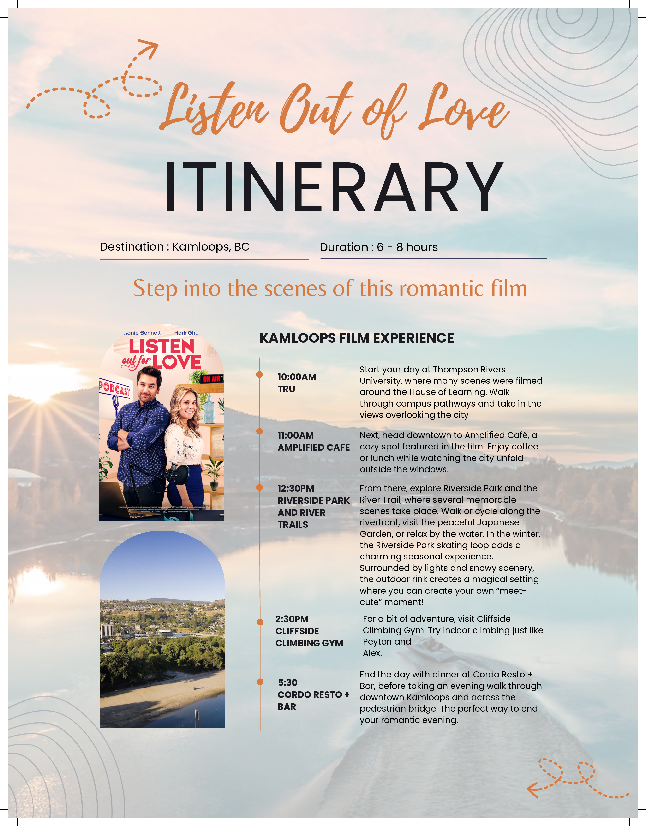 Listen Out of Love
ITINERARY
Destination : Kamloops, BC
Duration : 6 - 8 hours
Step into the scenes of this romantic film
LISTEN
out for LOVE
PODCAST
ON AIR
KAMLOOPS FILM EXPERIENCE
10:00AM
TRU
Start your day at Thompson Rivers
University, where many scenes were filmed
around the House of Learning. Walk
through campus pathways and take in the
views overlooking the city
11:00AM
AMPLIFIED CAFE
Next, head downtown to Amplified Cafè, a
cozy spot featured in the film. Enjoy coffee
or lunch while watching the city unfold
outside the windows.
12:30PM
RIVERSIDE PARK
AND RIVER
TRAILS
From there, explore Riverside Park and the
River Trail, where several memorable
scenes take place. Walk or cycle along the
riverfront, visit the peaceful Japanese
Garden, or relax by the water. In the winter,
the Riverside Park skating loop adds a
charming seasonal experience.
Surrounded by lights and snowy scenery,
the outdoor rink creates a magical setting
where you can create your own "meet-
cute" moment!
2:30PM
CLIFFSIDE
CLIMBING GYM
For a bit of adventure, visit Cliffside
Climbing Gym. Try indoor climbing just like
Peyton and
Alex.
5:30
CORDO RESTO +
BAR
End the day with dinner at Cordo Resto +
Bar, before taking an evening walk through
downtown Kamloops and across the
pedestrian bridge. The perfect way to end
your romantic evening.